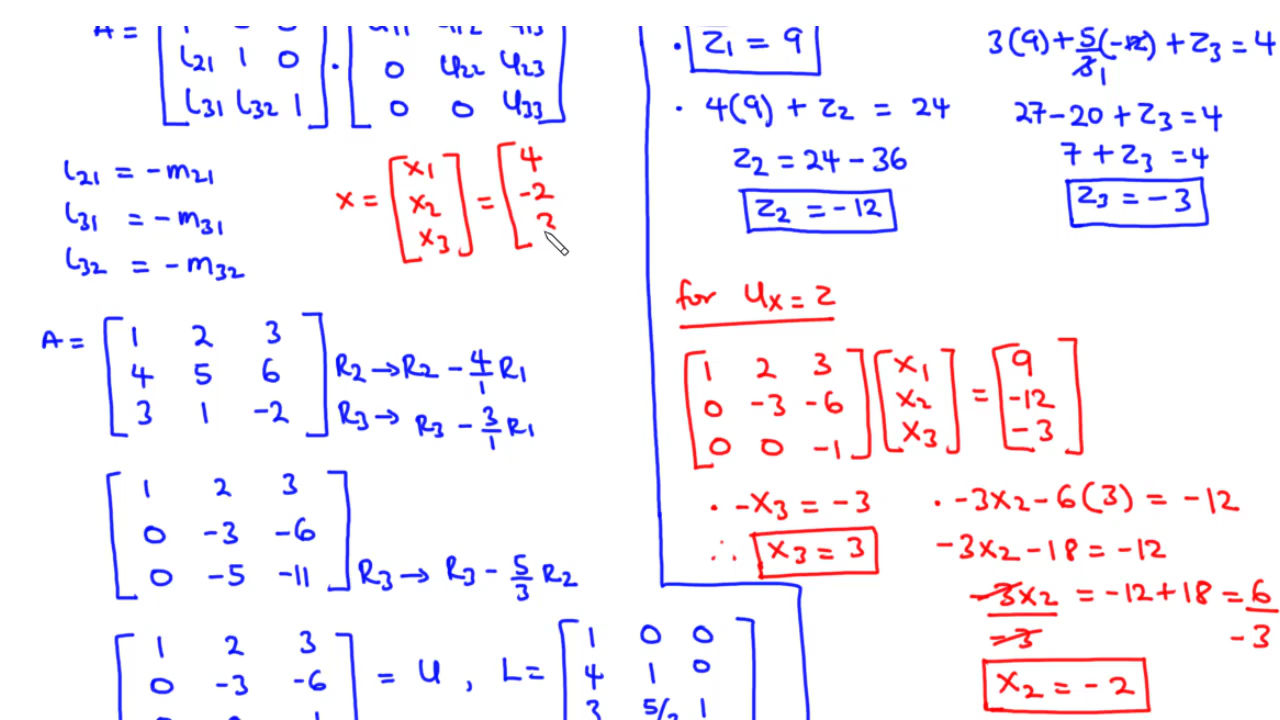 A = [ 1 0 0 ; l21 1 0 ; l31 l32 1 ] . [ u11 u12 u13 ; 0 u22 u23 ; 0 0 u33 ]
l21 = -m21
l31 = -m31
l32 = -m32
x = [ x1 ; x2 ; x3 ] = [ 4 ; -2 ; 3
A = [ 1 2 3 ; 4 5 6 ; 3 1 -2 ]
R2 → R2 - 4/1 R1
R3 → R3 - 3/1 R1
[ 1 2 3 ; 0 -3 -6 ; 0 -5 -11 ] R3 → R3 - 5/3 R2
[ 1 2 3 ; 0 -3 -6 ; = U , L = [ 1 0 0 ; 4 1 0 ; 3 5/3 1
· z1 = 9
· 4(9) + z2 = 24
z2 = 24 - 36
z2 = -12
3(9) + 5/3 (-12) + z3 = 4
1
27 - 20 + z3 = 4
7 + z3 = 4
z3 = -3
for Ux = z
[ 1 2 3 ; 0 -3 -6 ; 0 0 -1 ] [ x1 ; x2 ; x3 ] = [ 9 ; -12 ; -3 ]
· -x3 = -3
∴ x3 = 3
· -3x2 - 6(3) = -12
-3x2 - 18 = -12
-3x2 = -12 + 18 = 6
-3 -3
x2 = -2